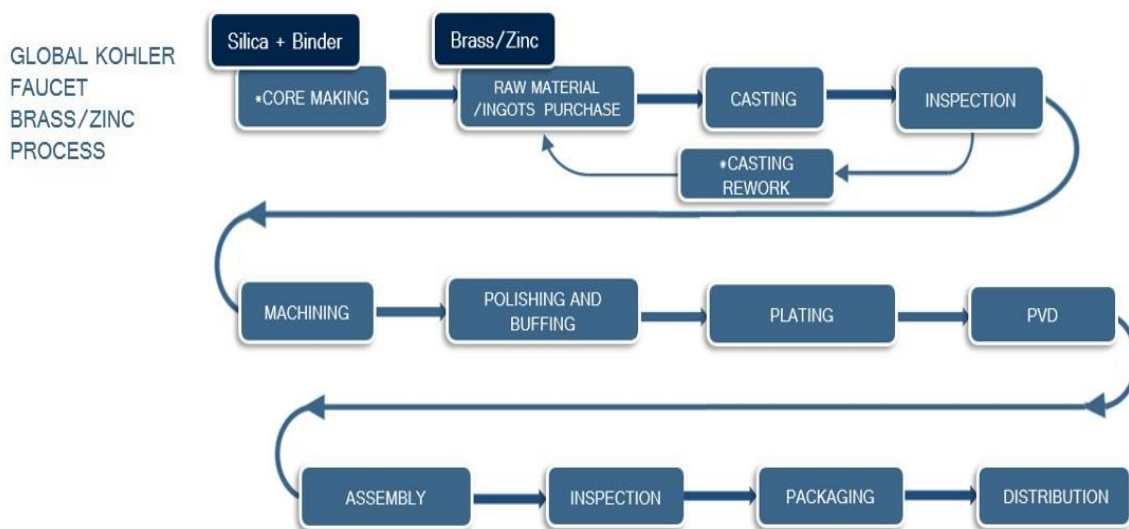 GLOBAL KOHLER
FAUCET
BRASS/ZINC
PROCESS
Silica + Binder
*CORE MAKING
Brass/Zinc
RAW MATERIAL
/INGOTS PURCHASE
CASTING
INSPECTION
*CASTING
REWORK
MACHINING
POLISHING AND
BUFFING
PLATING
PVD
ASSEMBLY
INSPECTION
PACKAGING
DISTRIBUTION